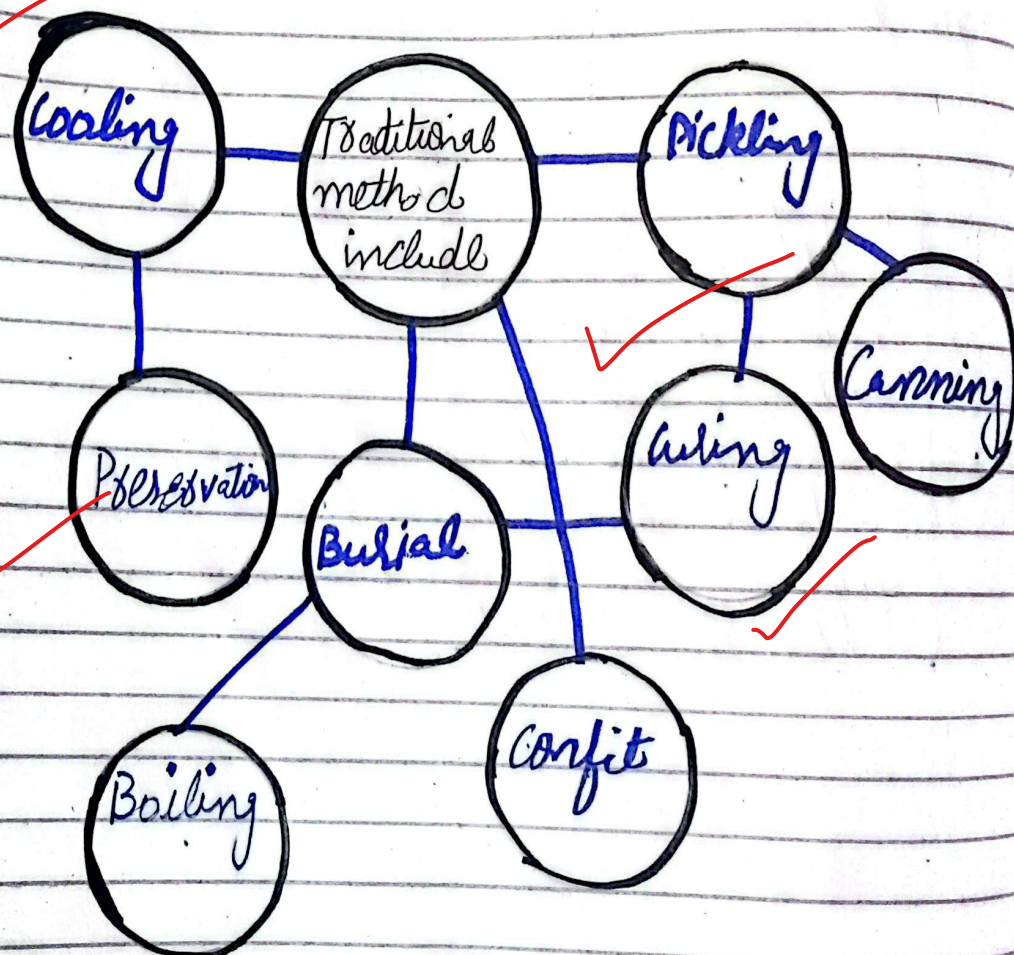 Cooling
Traditional
method
include
Pickling
Canning
Curing
Preservation
Burial
Confit
Boiling